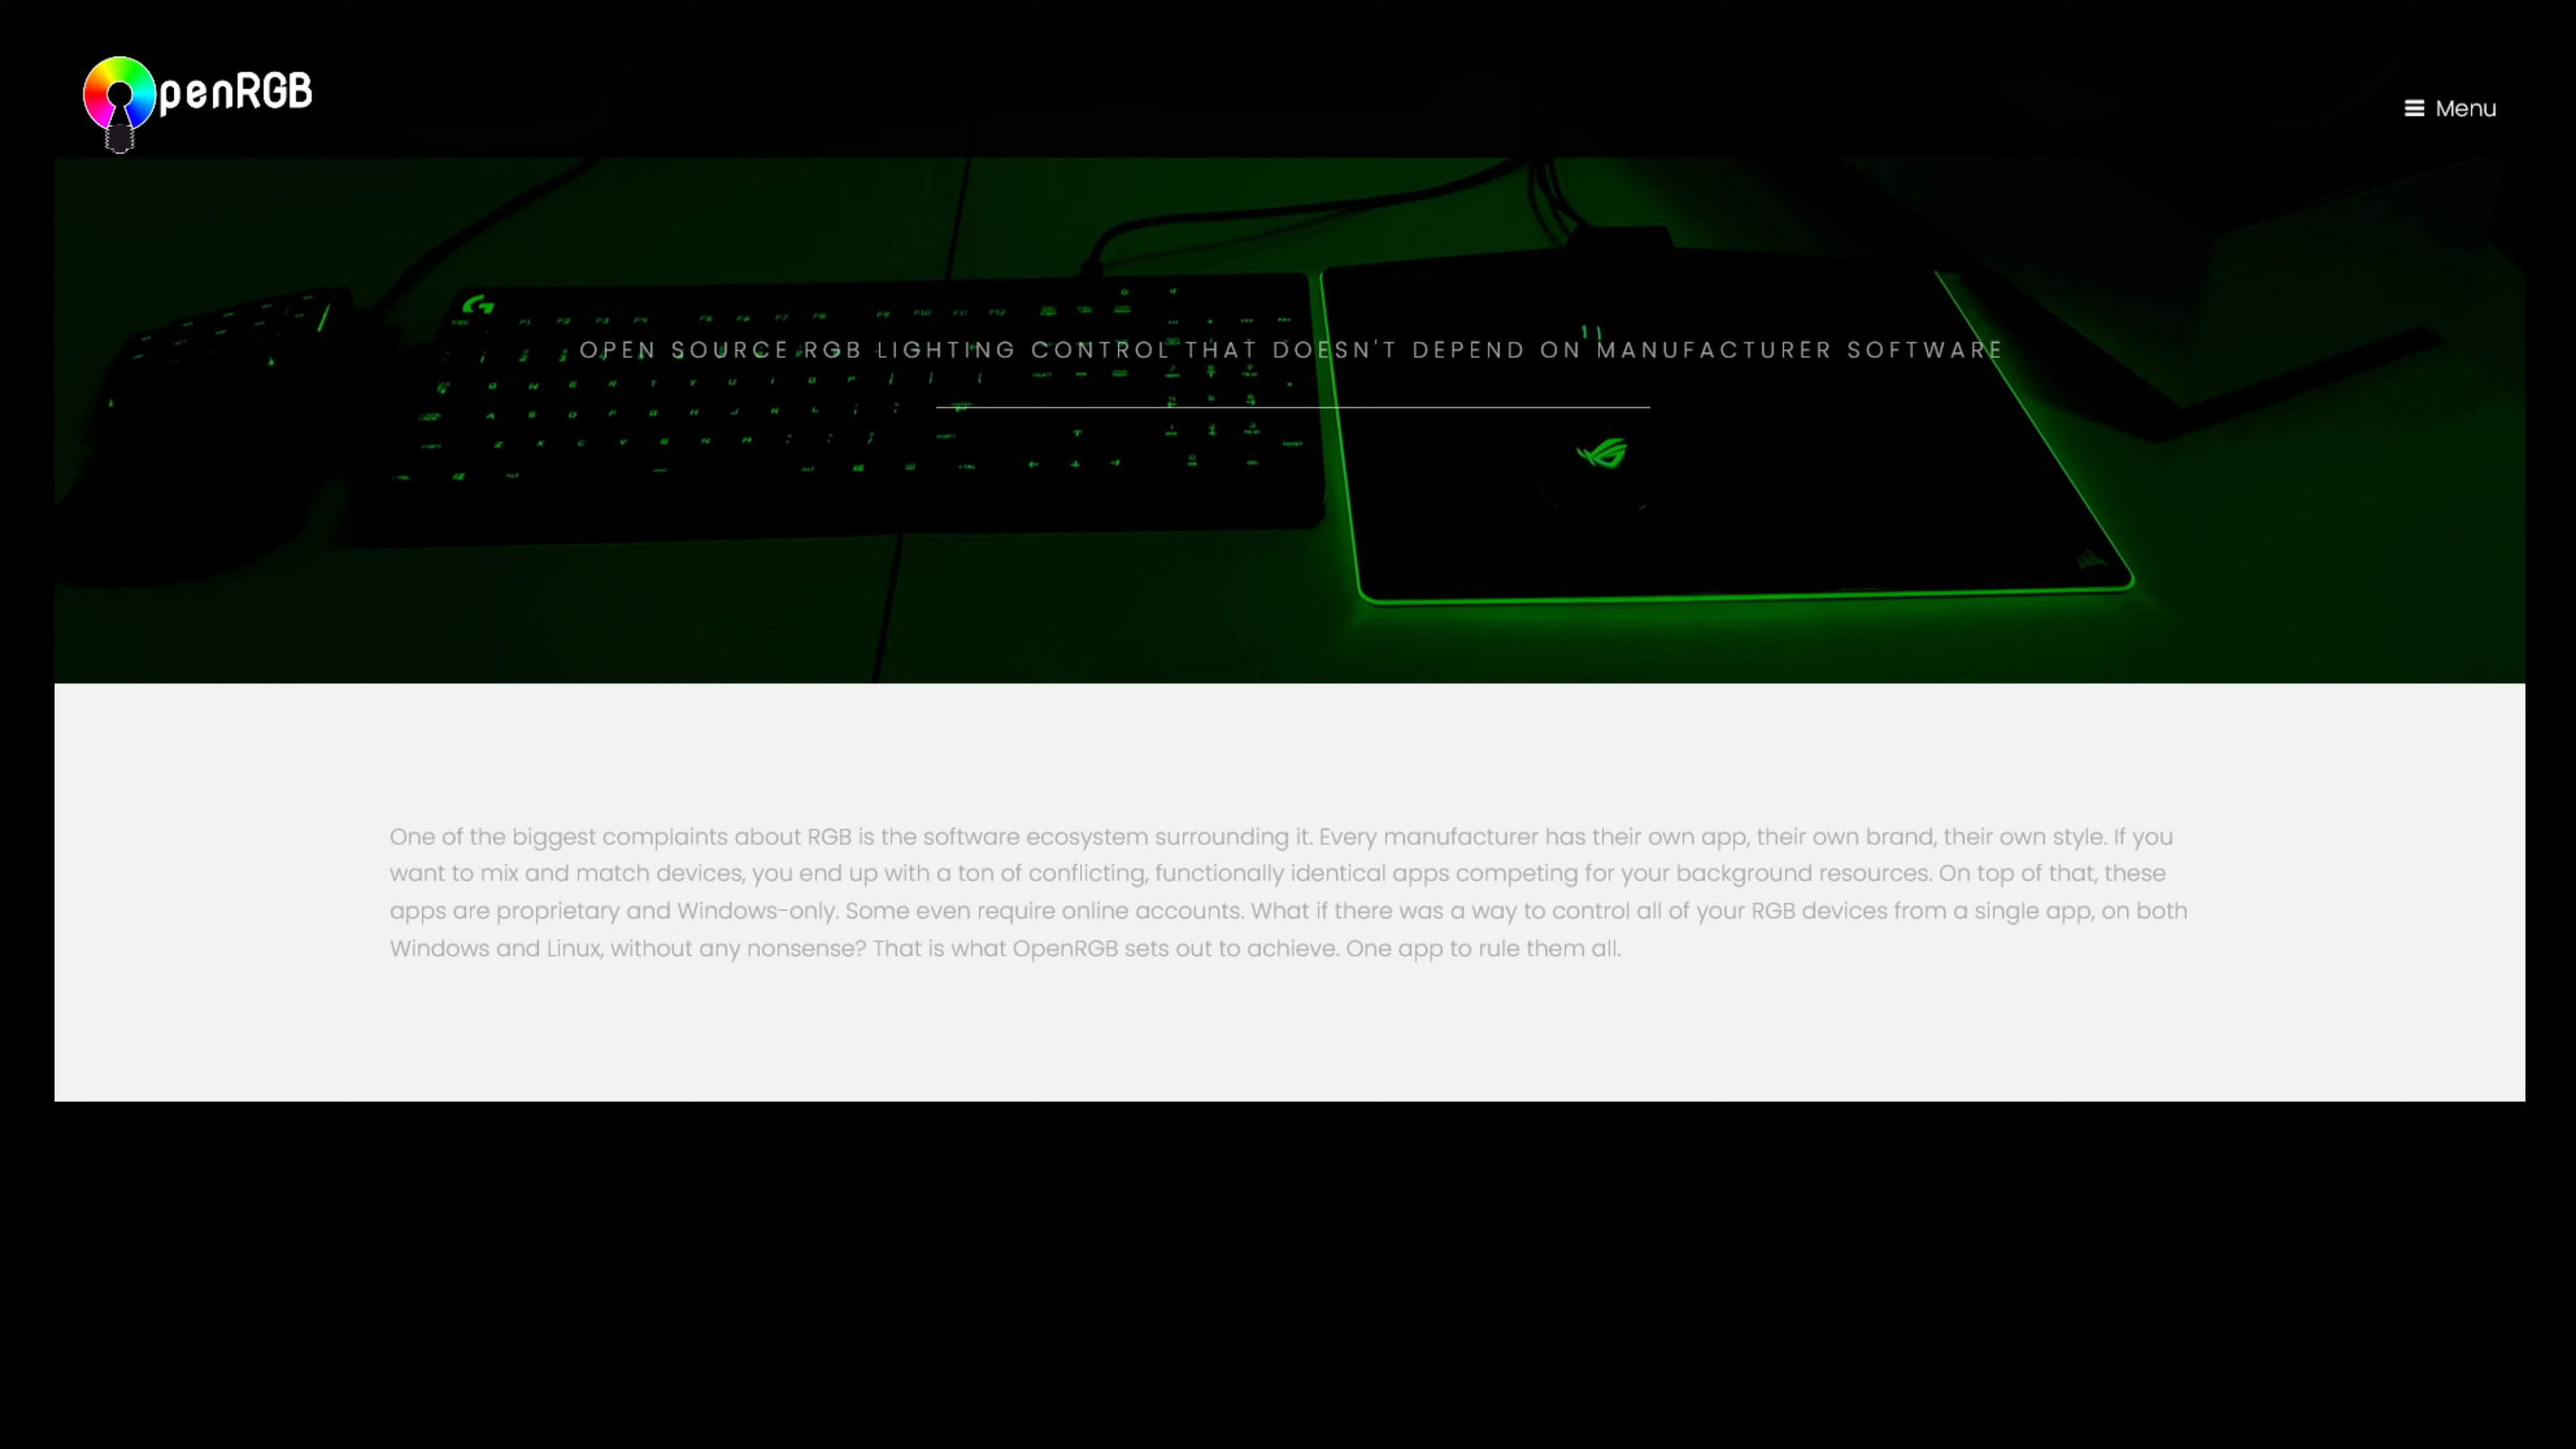 penRGB
Menu
OPEN SOURCE RGB LIGHTING CONTROL THAT DOESN'T DEPEND ON MANUFACTURER SOFTWARE
One of the biggest complaints about RGB is the software ecosystem surrounding it. Every manufacturer has their own app, their own brand, their own style. If you
want to mix and match devices, you end up with a ton of conflicting, functionally identical apps competing for your background resources. On top of that, these
apps are proprietary and Windows-only. Some even require online accounts. What if there was a way to control all of your RGB devices from a single app, on both
Windows and Linux, without any nonsense? That is what OpenRGB sets out to achieve. One app to rule them all.